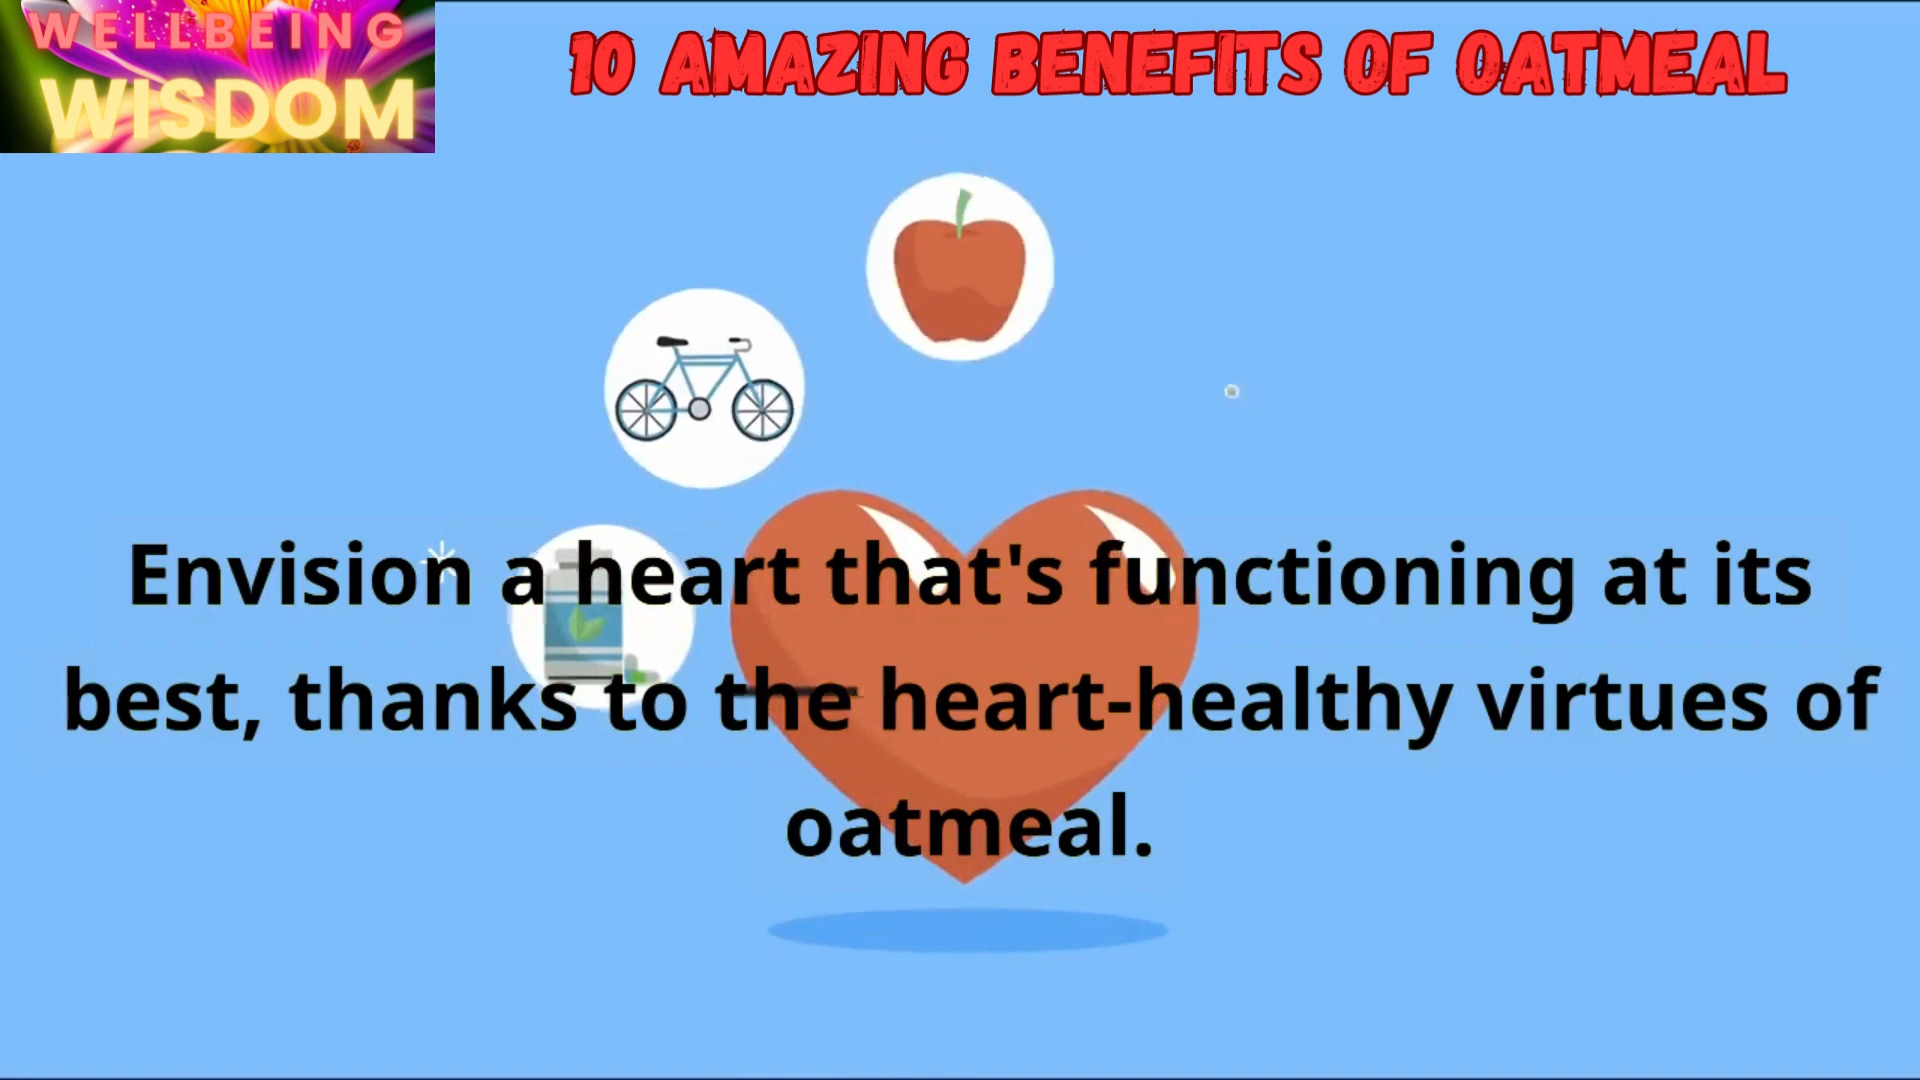 WELLBEING
WISDOM
10 AMAZING BENEFITS OF OATMEAL
Envision a heart that's functioning at its
best, thanks to the heart-healthy virtues of
oatmeal.